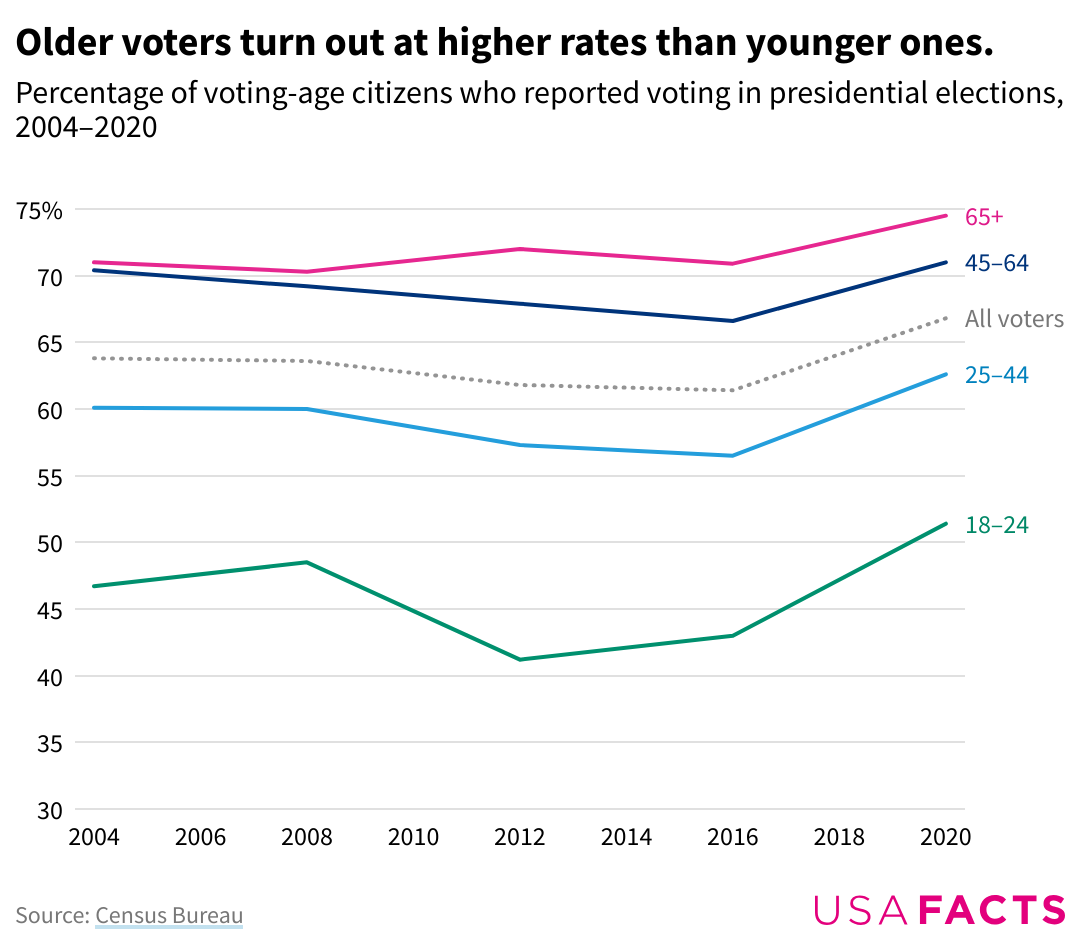 Older voters turn out at higher rates than younger ones.
Percentage of voting-age citizens who reported voting in presidential elections,
2004–2020
75%
70
65
60
55
50
45
40
35
30
65+
45–64
All voters
25–44
18–24
2004 2006 2008 2010 2012 2014 2016 2018 2020
Source: Census Bureau
USAFACTS